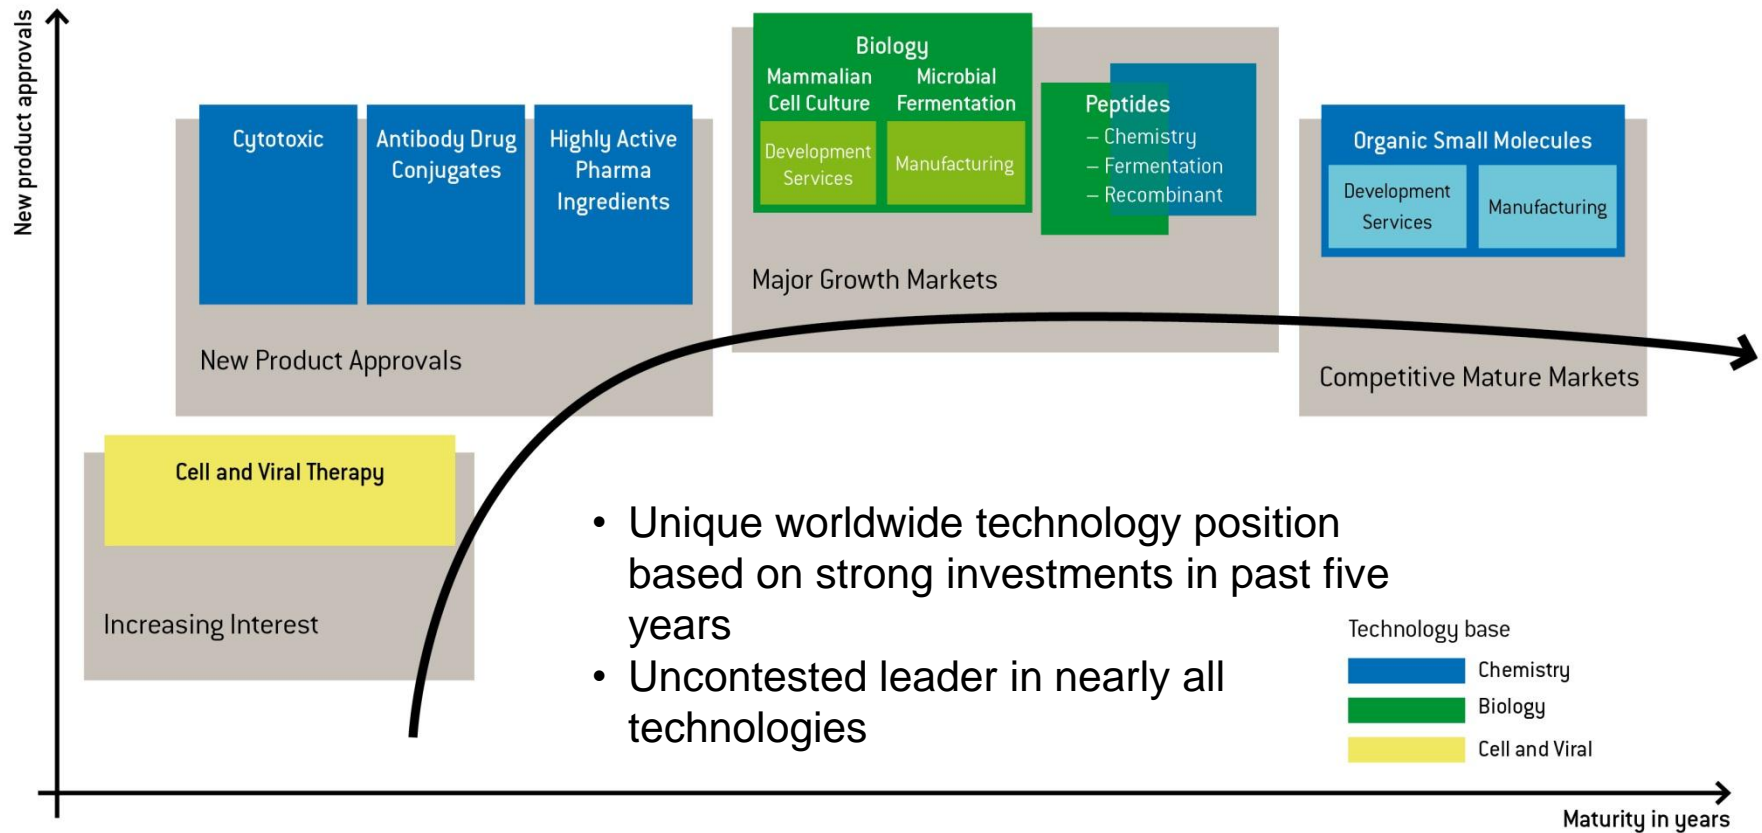 New product approvals
Cytotoxic
Antibody Drug
Conjugates
Highly Active
Pharma
Ingredients
New Product Approvals
Biology
Mammalian
Cell Culture
Microbial
Fermentation
Development
Services
Manufacturing
Peptides
– Chemistry
– Fermentation
– Recombinant
Major Growth Markets
Organic Small Molecules
Development
Services
Manufacturing
Competitive Mature Markets
Cell and Viral Therapy
Increasing Interest
• Unique worldwide technology position
based on strong investments in past five
years
• Uncontested leader in nearly all
technologies
Technology base
Chemistry
Biology
Cell and Viral
Maturity in years